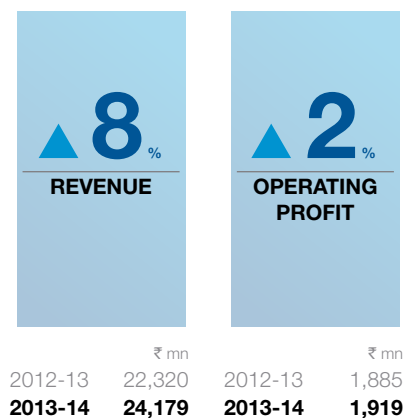 ▲ 8 %
REVENUE
₹ mn
2012-13 22,320
2013-14 24,179
▲ 2 %
OPERATING
PROFIT
₹ mn
2012-13 1,885
2013-14 1,919